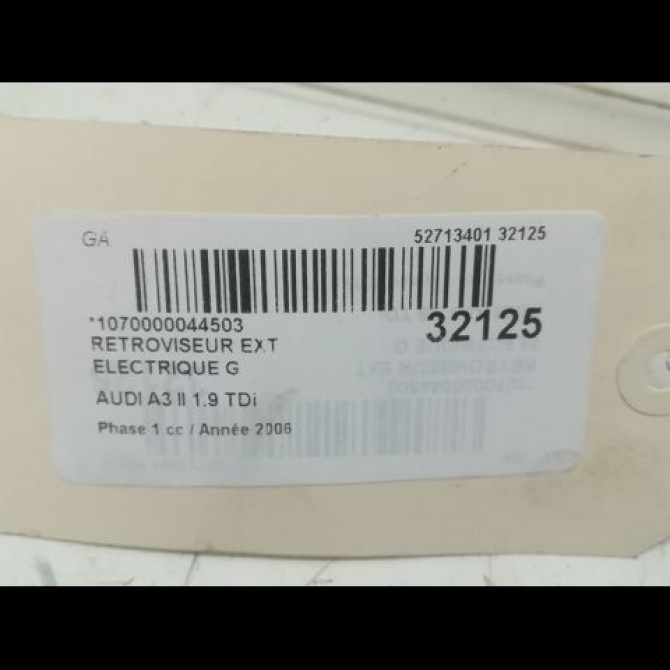 GA
52713401 32125
*1070000044503
32125
RETROVISEUR EXT
ELECTRIQUE G
AUDI A3 II 1.9 TDi
Phase 1 cc / Année 2006